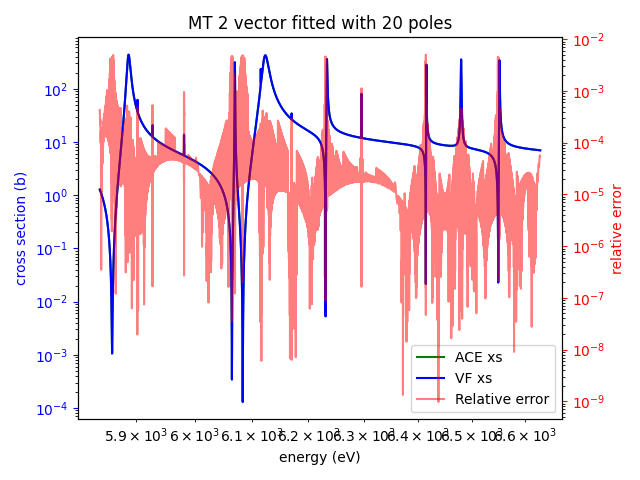 MT 2 vector fitted with 20 poles
10²
10¹
10⁰
10⁻¹
10⁻²
10⁻³
10⁻⁴
cross section (b)
10⁻²
10⁻³
10⁻⁴
10⁻⁵
10⁻⁶
10⁻⁷
10⁻⁸
10⁻⁹
relative error
ACE xs
VF xs
Relative error
5.9 × 10³ 6 × 10³ 6.1 × 10³ 6.2 × 10³ 6.3 × 10³ 6.4 × 10³ 6.5 × 10³ 6.6 × 10³
energy (eV)